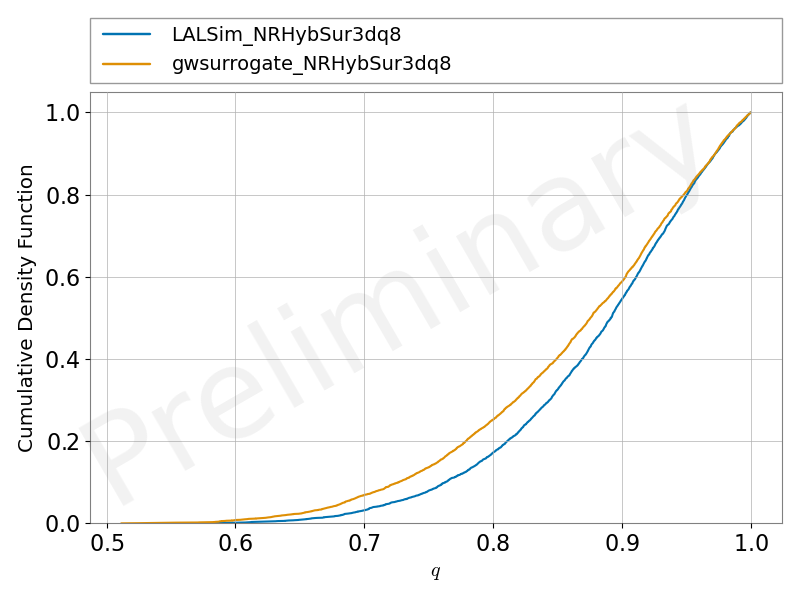 LALSim_NRHybSur3dq8
gwsurrogate_NRHybSur3dq8
Preliminary
Cumulative Density Function
1.0
0.8
0.6
0.4
0.2
0.0
0.5 0.6 0.7 0.8 0.9 1.0
q